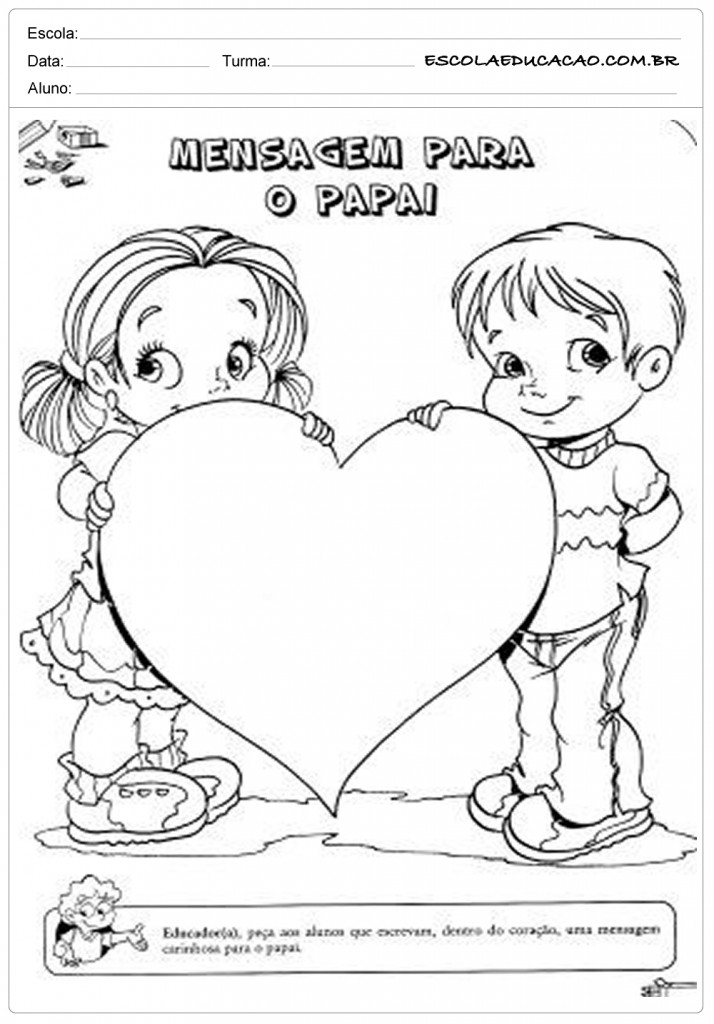 Escola:
Data: Turma: ESCOLAEDUCACAO.COM.BR
Aluno:
MENSAGEM PARA
O PAPAI
Educador(a), peça aos alunos que escrevam, dentro do coração, uma mensagem
carinhosa para o papai.